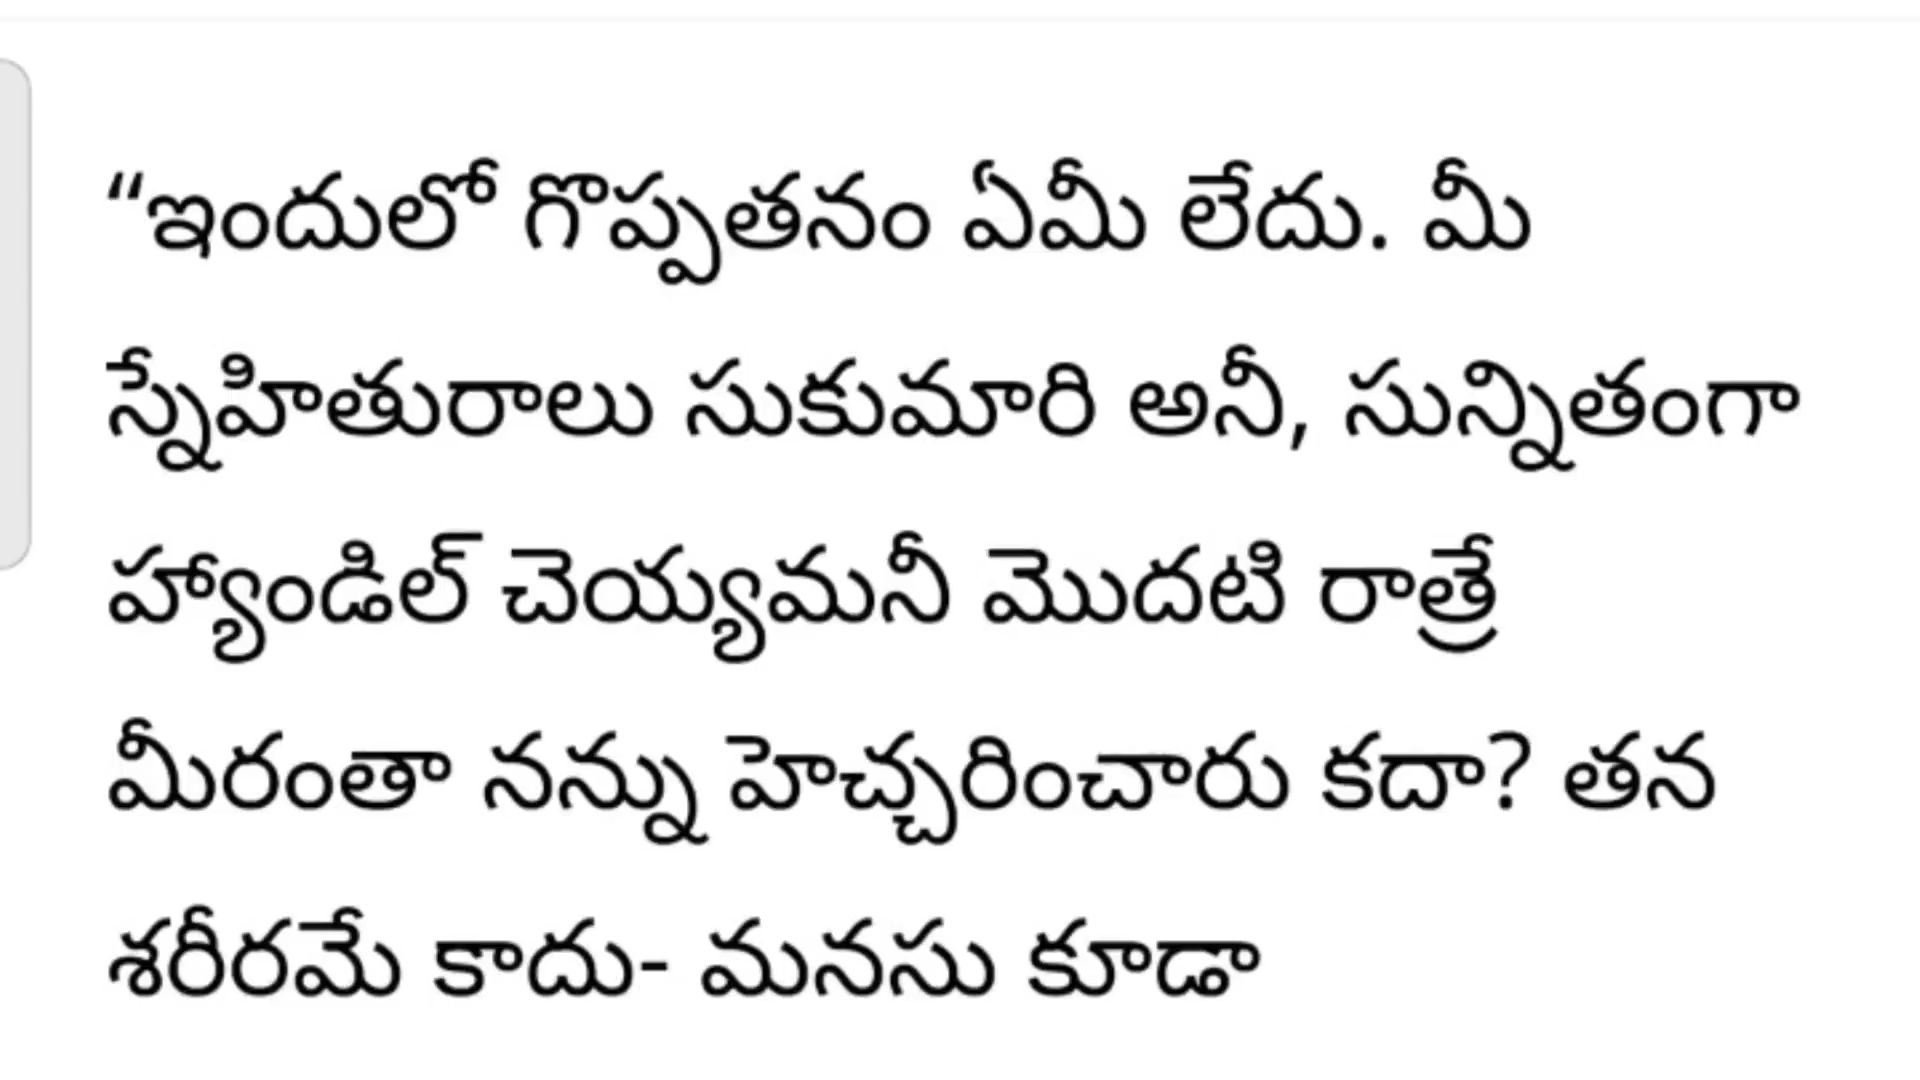 “ఇందులో గొప్పతనం ఏమీ లేదు. మీ
స్నేహితురాలు సుకుమారి అనీ, సున్నితంగా
హ్యాండిల్ చెయ్యమనీ మొదటి రాత్రే
మీరంతా నన్ను హెచ్చరించారు కదా? తన
శరీరమే కాదు- మనసు కూడా